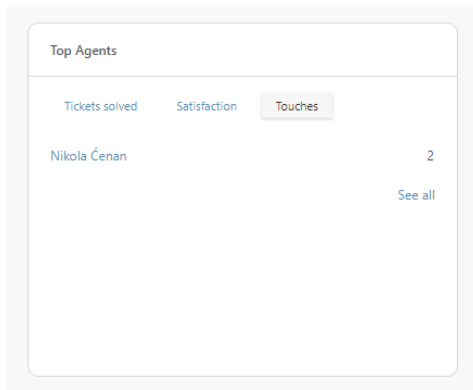 Top Agents
Tickets solved Satisfaction Touches
Nikola Ćenan 2
See all